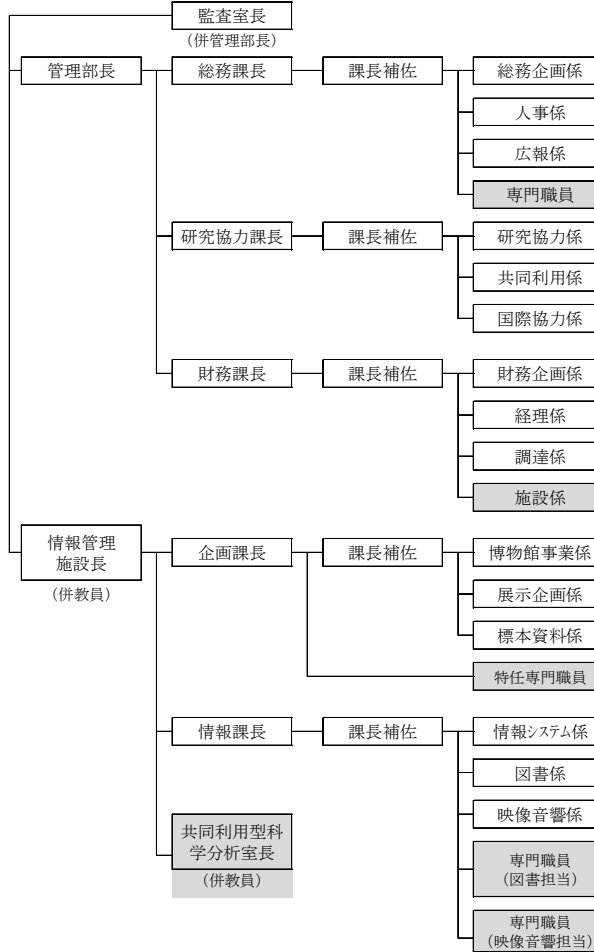 監査室長
(併管理部長)
管理部長
総務課長
課長補佐
総務企画係
人事係
広報係
専門職員
研究協力課長
課長補佐
研究協力係
共同利用係
国際協力係
財務課長
課長補佐
財務企画係
経理係
調達係
施設係
情報管理
施設長
(併教員)
企画課長
課長補佐
博物館事業係
展示企画係
標本資料係
特任専門職員
情報課長
課長補佐
情報システム係
図書係
映像音響係
共同利用型科
学分析室長
(併教員)
専門職員
(図書担当)
専門職員
(映像音響担当)